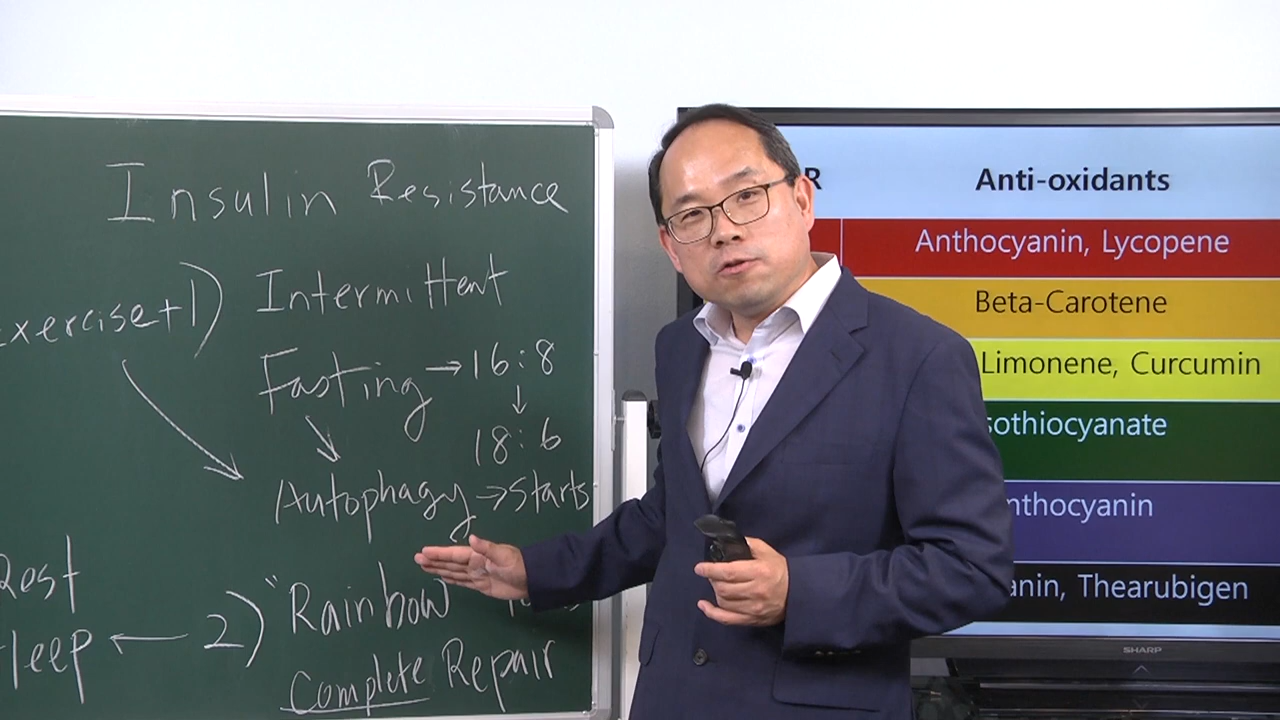 Insulin Resistance
exercise+1) Intermittent
Fasting → 16:8
↓
18:6
Autophagy → starts
Rest
2) "Rainbow
← Complete Repair
R Anti-oxidants
Anthocyanin, Lycopene
Beta-Carotene
Limonene, Curcumin
sothiocyanate
nthocyanin
anin, Thearubigen
SHARP